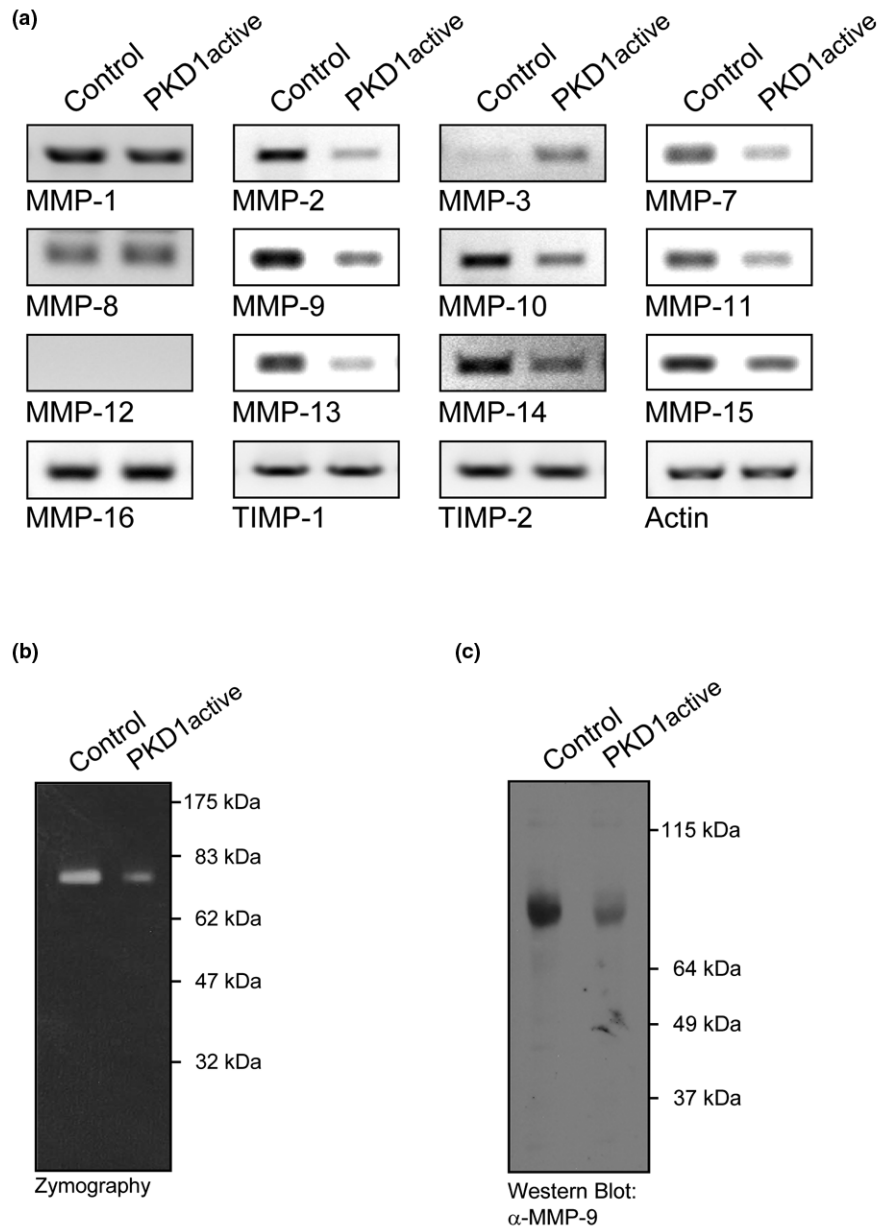 (a)
Control PKD1active Control PKD1active Control PKD1active Control PKD1active
MMP-1 MMP-2 MMP-3 MMP-7
MMP-8 MMP-9 MMP-10 MMP-11
MMP-12 MMP-13 MMP-14 MMP-15
MMP-16 TIMP-1 TIMP-2 Actin
(b)
Control PKD1active
175 kDa
83 kDa
62 kDa
47 kDa
32 kDa
Zymography
(c)
Control PKD1active
115 kDa
64 kDa
49 kDa
37 kDa
Western Blot:
α-MMP-9